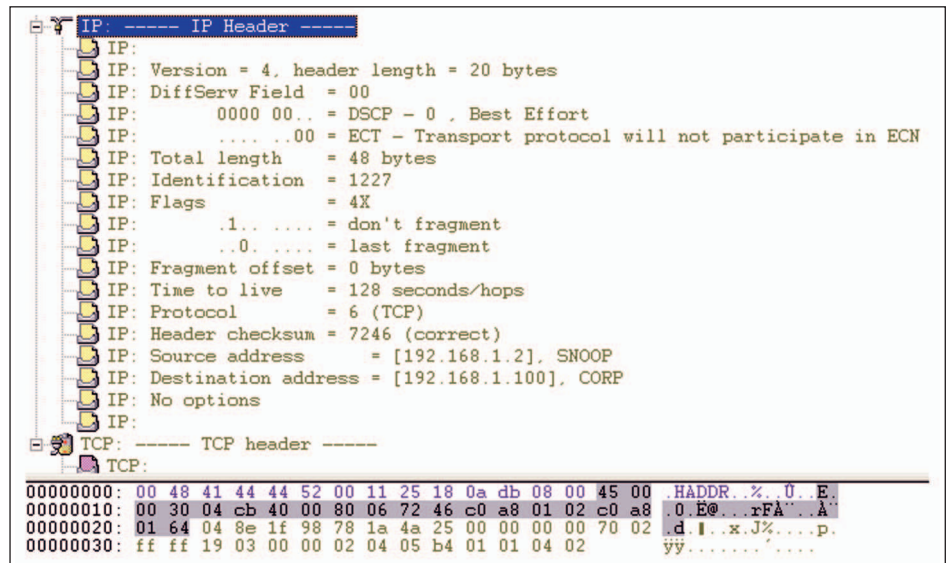 IP: ----- IP Header -----
IP:
IP: Version = 4, header length = 20 bytes
IP: DiffServ Field = 00
IP: 0000 00.. = DSCP - 0 , Best Effort
IP: .... ..00 = ECT - Transport protocol will not participate in ECN
IP: Total length = 48 bytes
IP: Identification = 1227
IP: Flags = 4X
IP: .1.. .... = don't fragment
IP: ..0. .... = last fragment
IP: Fragment offset = 0 bytes
IP: Time to live = 128 seconds/hops
IP: Protocol = 6 (TCP)
IP: Header checksum = 7246 (correct)
IP: Source address = [192.168.1.2], SNOOP
IP: Destination address = [192.168.1.100], CORP
IP: No options
IP:
TCP: ----- TCP header -----
TCP:
00000000: 00 48 41 44 44 52 00 11 25 18 0a db 08 00 45 00 .HADDR..%..Û..E.
00000010: 00 30 04 cb 40 00 80 06 72 46 c0 a8 01 02 c0 a8 .0.Ë@...rFÀ¨..À¨
00000020: 01 64 04 8e 1f 98 78 1a 4a 25 00 00 00 00 70 02 .d.▌..x.J%....p.
00000030: ff ff 19 03 00 00 02 04 05 b4 01 01 04 02 ÿÿ.......´....